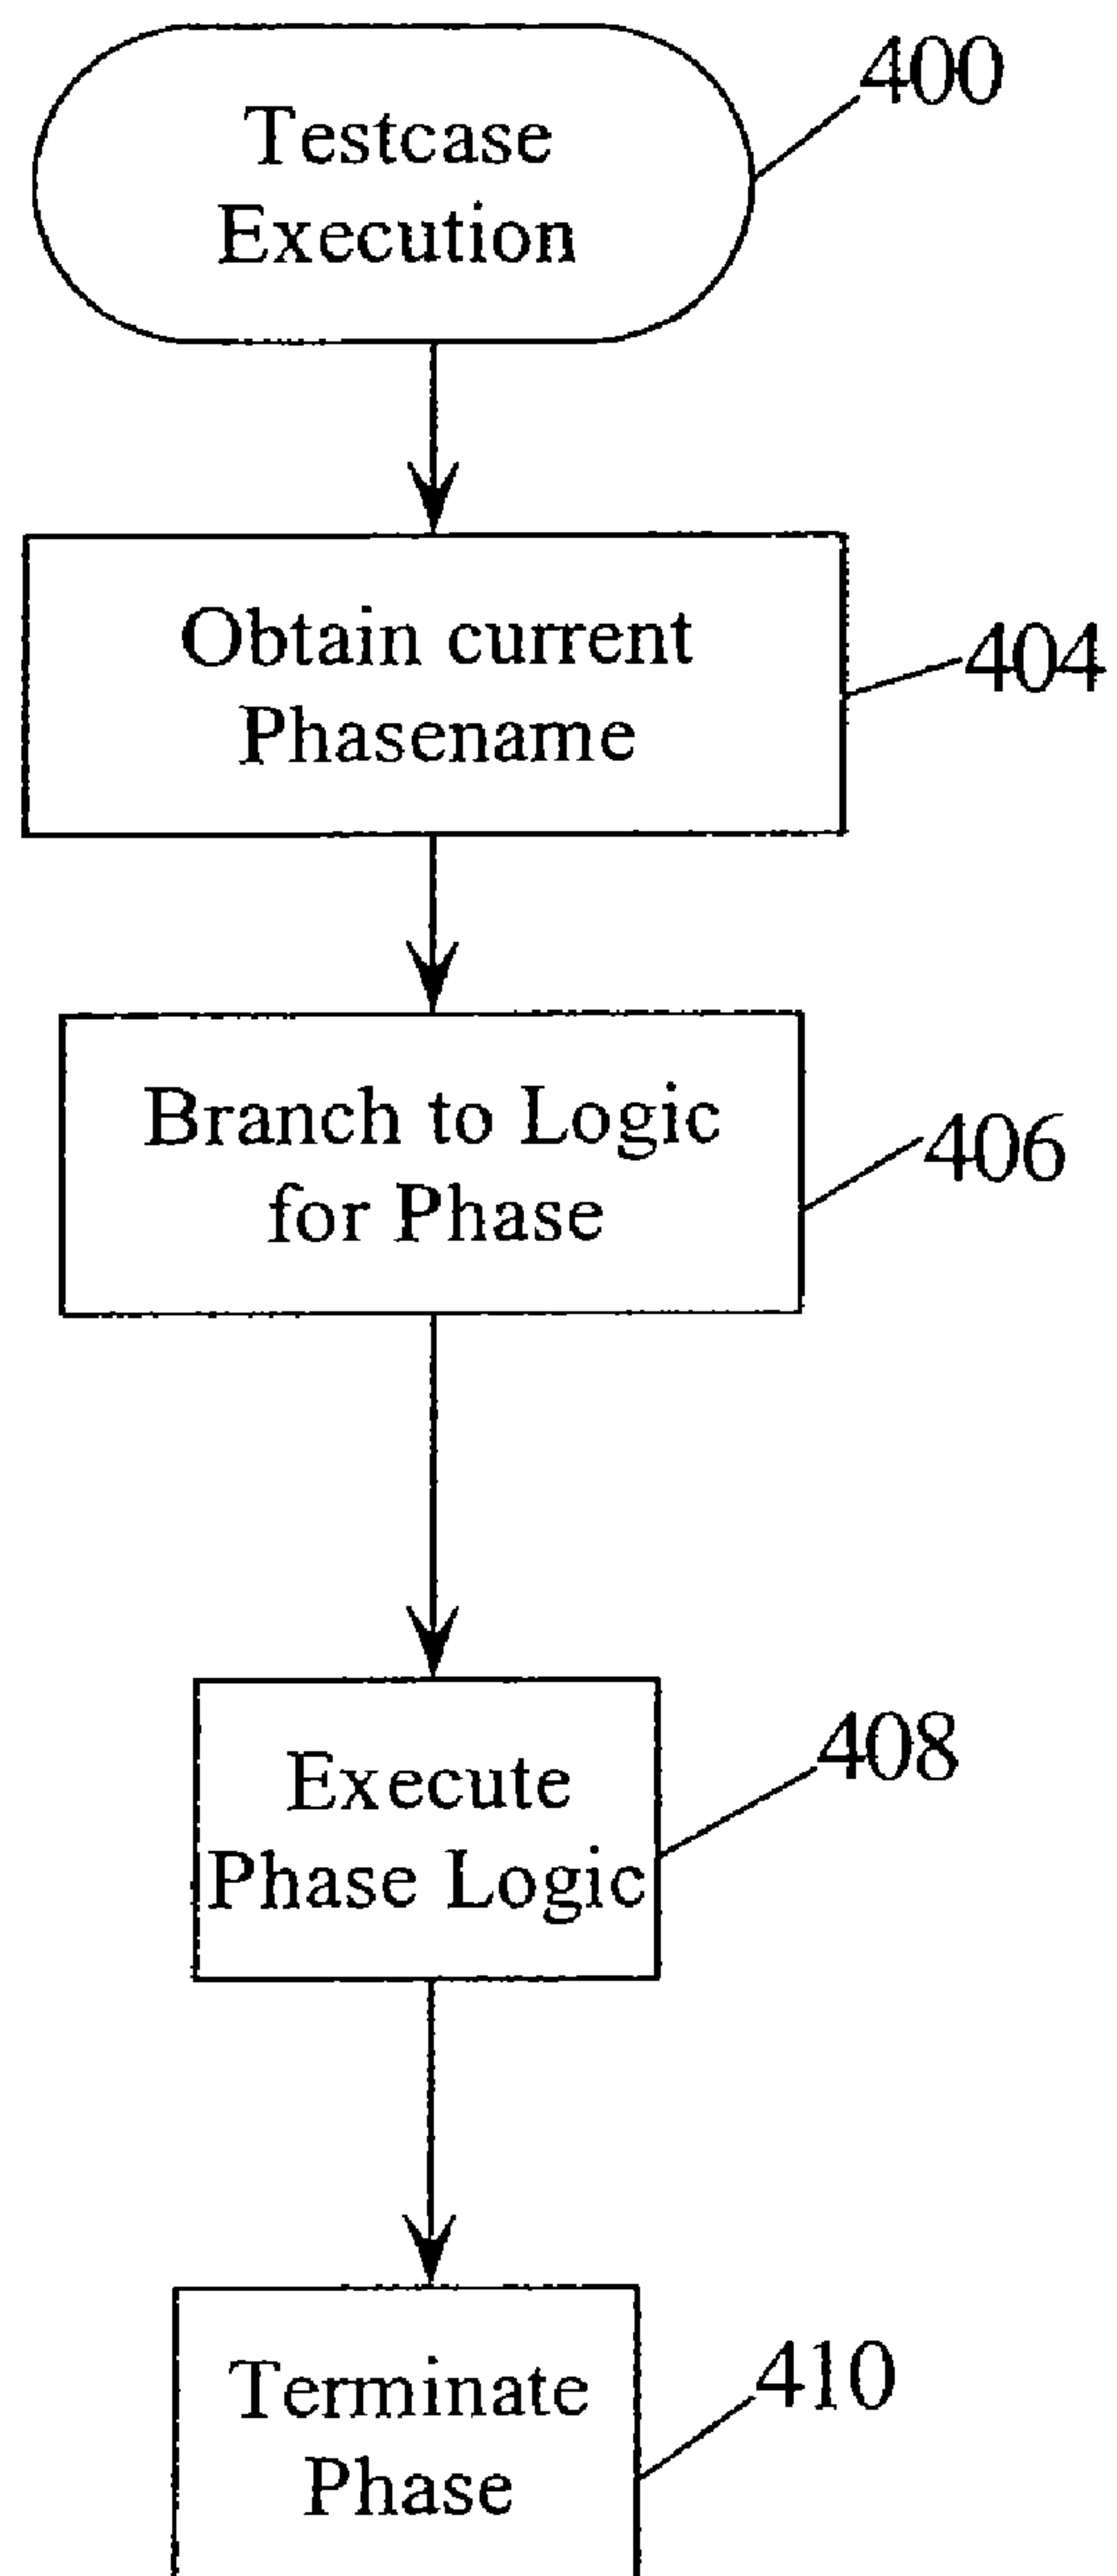 Testcase
Execution
400
Obtain current
Phasename
404
Branch to Logic
for Phase
406
Execute
Phase Logic
408
Terminate
Phase
410